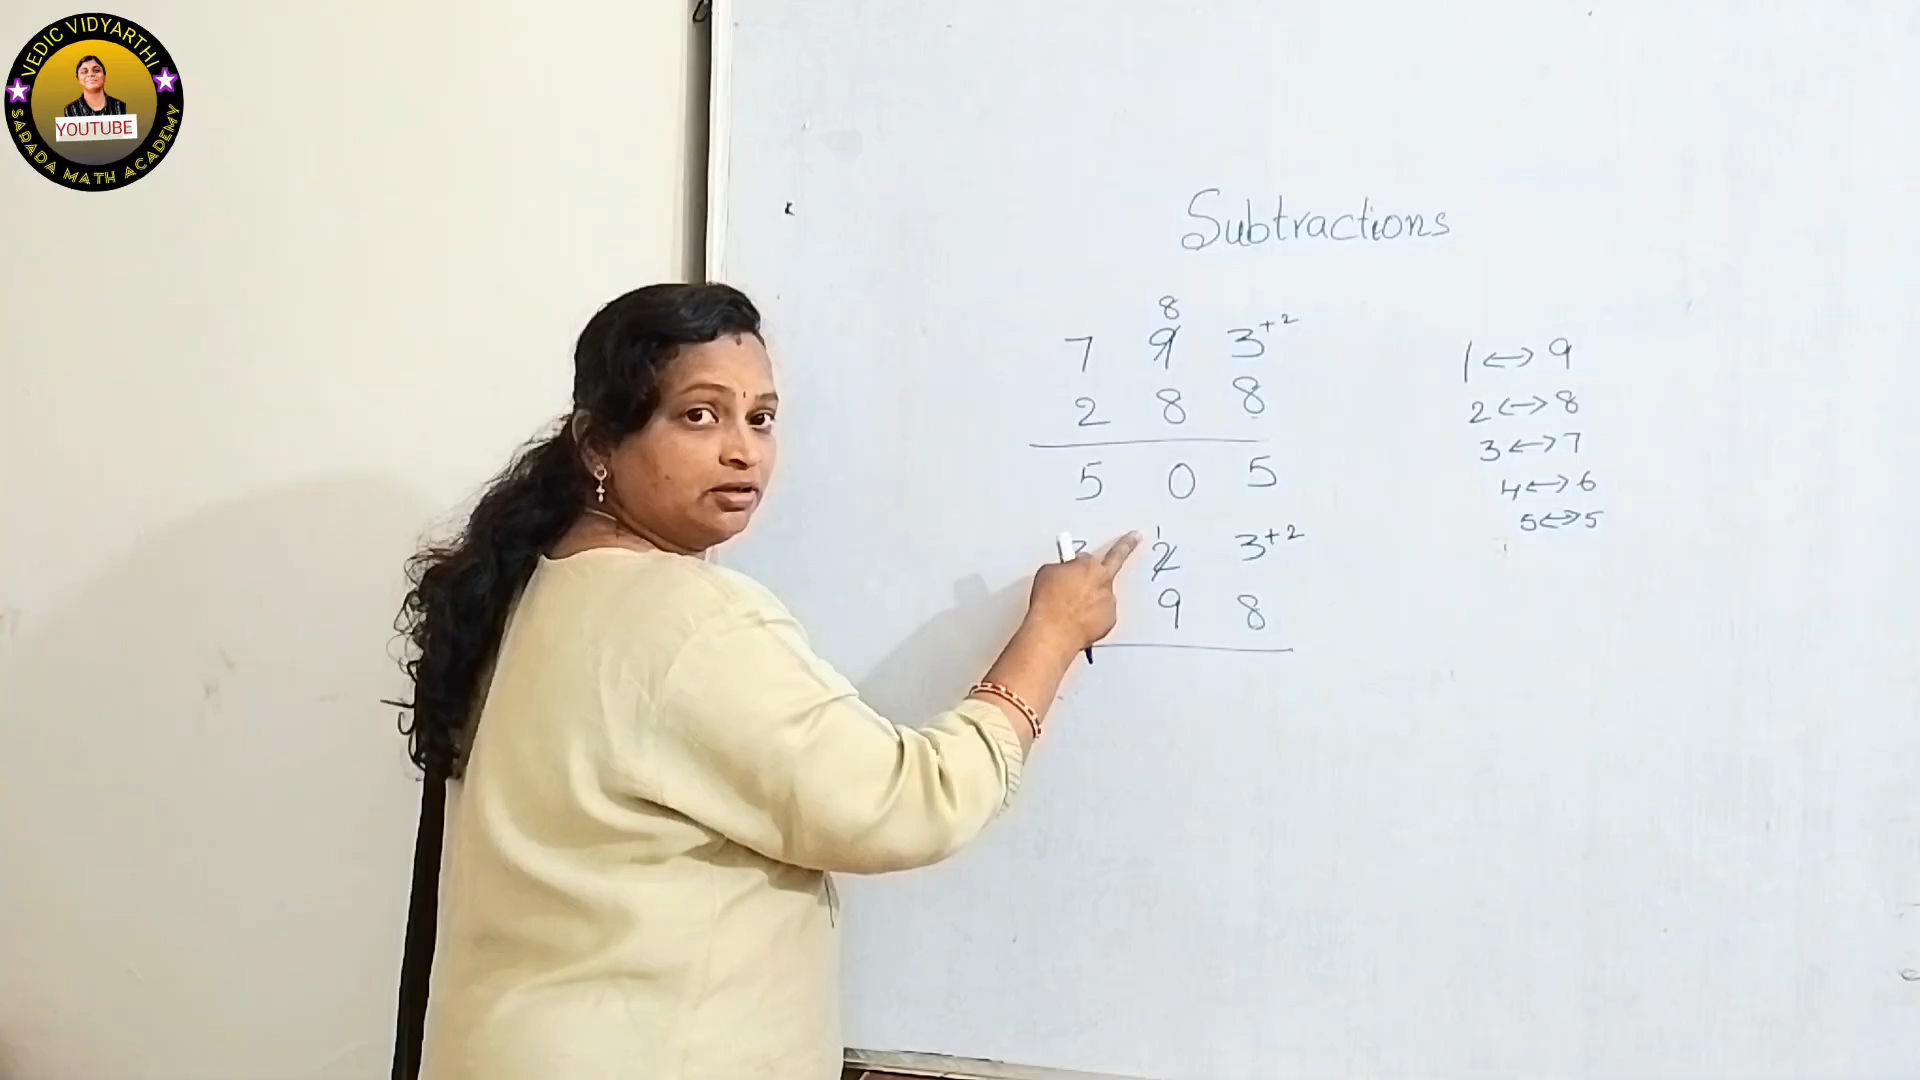 VEDIC VIDYARTHI
YOUTUBE
SARADA MATH ACADEMY
Subtractions
8
7 9 3+2
2 8 8
5 0 5
1
2 3+2
9 8
1 ↔ 9
2 ↔ 8
3 ↔ 7
4 ↔ 6
5 ↔ 5